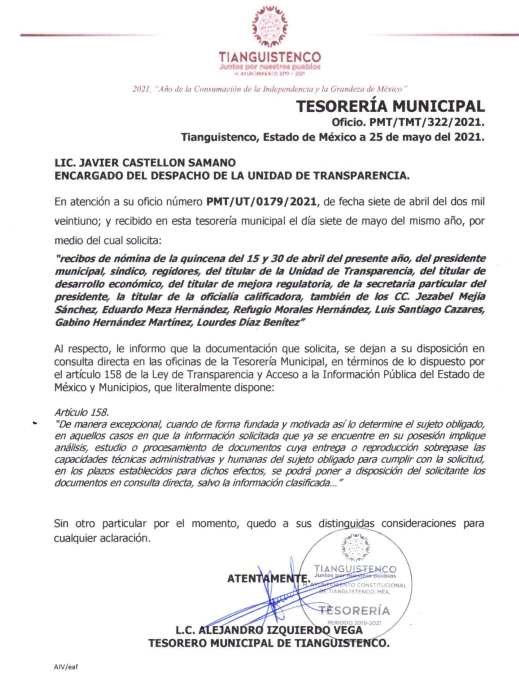 TIANGUISTENCO
Juntos por nuestros pueblos
H. AYUNTAMIENTO 2019 - 2021
2021, "Año de la Consumación de la Independencia y la Grandeza de México"
TESORERÍA MUNICIPAL
Oficio. PMT/TMT/322/2021.
Tianguistenco, Estado de México a 25 de mayo del 2021.
LIC. JAVIER CASTELLON SAMANO
ENCARGADO DEL DESPACHO DE LA UNIDAD DE TRANSPARENCIA.
En atención a su oficio número PMT/UT/0179/2021, de fecha siete de abril del dos mil
veintiuno; y recibido en esta tesorería municipal el día siete de mayo del mismo año, por
medio del cual solicita:
"recibos de nómina de la quincena del 15 y 30 de abril del presente año, del presidente
municipal, sindico, regidores, del titular de la Unidad de Transparencia, del titular de
desarrollo económico, del titular de mejora regulatoria, de la secretaria particular del
presidente, la titular de la oficialía calificadora, también de los CC. Jezabel Mejía
Sánchez, Eduardo Meza Hernández, Refugio Morales Hernández, Luis Santiago Cazares,
Gabino Hernández Martínez, Lourdes Díaz Benítez"
Al respecto, le informo que la documentación que solicita, se dejan a su disposición en
consulta directa en las oficinas de la Tesorería Municipal, en términos de lo dispuesto por
el artículo 158 de la Ley de Transparencia y Acceso a la Información Pública del Estado de
México y Municipios, que literalmente dispone:
Artículo 158.
"De manera excepcional, cuando de forma fundada y motivada así lo determine el sujeto obligado,
en aquellos casos en que la información solicitada que ya se encuentre en su posesión implique
análisis, estudio o procesamiento de documentos cuya entrega o reproducción sobrepase las
capacidades técnicas administrativas y humanas del sujeto obligado para cumplir con la solicitud,
en los plazos establecidos para dichos efectos, se podrá poner a disposición del solicitante los
documentos en consulta directa, salvo la información clasificada..."
Sin otro particular por el momento, quedo a sus distinguidas consideraciones para
cualquier aclaración.
TIANGUISTENCO
Juntos por nuestros pueblos
ATENTAMENTE.
H. AYUNTAMIENTO CONSTITUCIONAL
DE TIANGUISTENCO, MÉX.
TESORERÍA
PERIODO 2019-2021
L.C. ALEJANDRO IZQUIERDO VEGA
TESORERO MUNICIPAL DE TIANGUISTENCO.
AIV/eaf